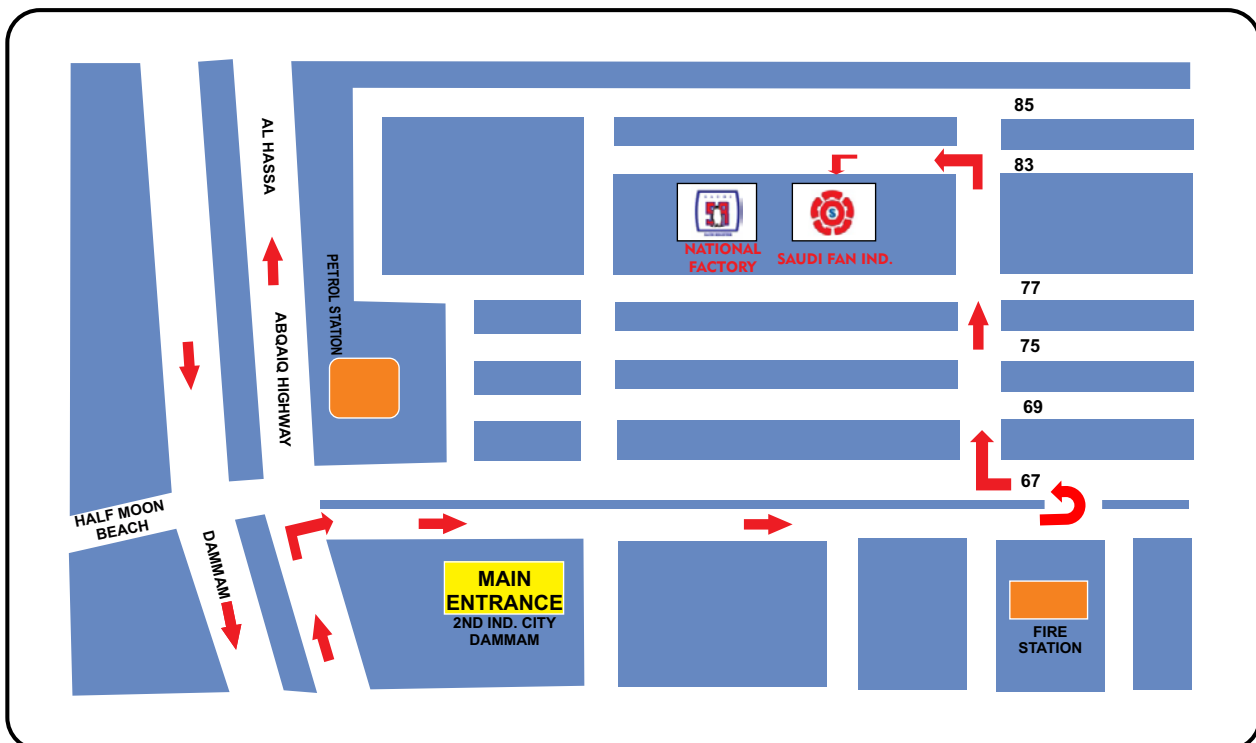 85
83
AL HASSA
S
NATIONAL
FACTORY
SAUDI FAN IND.
PETROL STATION
77
ABQAIQ HIGHWAY
75
69
67
HALF MOON
BEACH
DAMMAM
MAIN
ENTRANCE
2ND IND. CITY
DAMMAM
FIRE
STATION